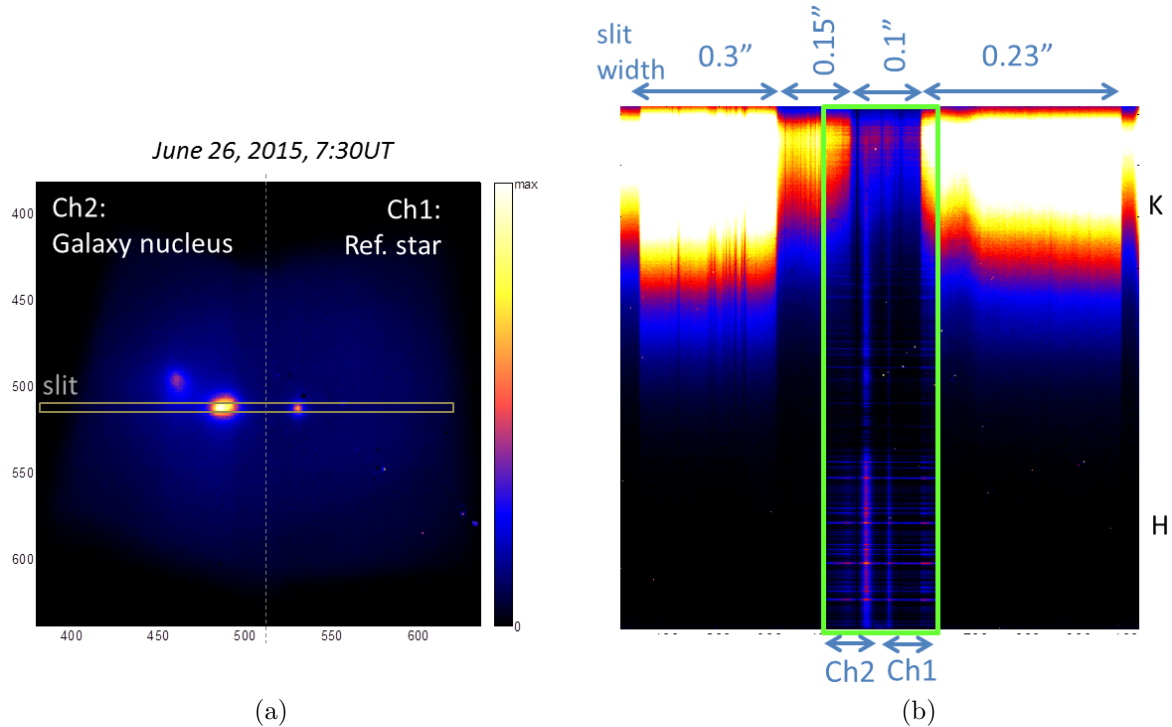 June 26, 2015, 7:30UT
Ch2:
Galaxy nucleus
Ch1:
Ref. star
slit
400
450
500
550
600
400
450
500
550
600
max
0
(a)
slit
width
0.3”
0.15”
0.1”
0.23”
K
H
Ch2
Ch1
(b)